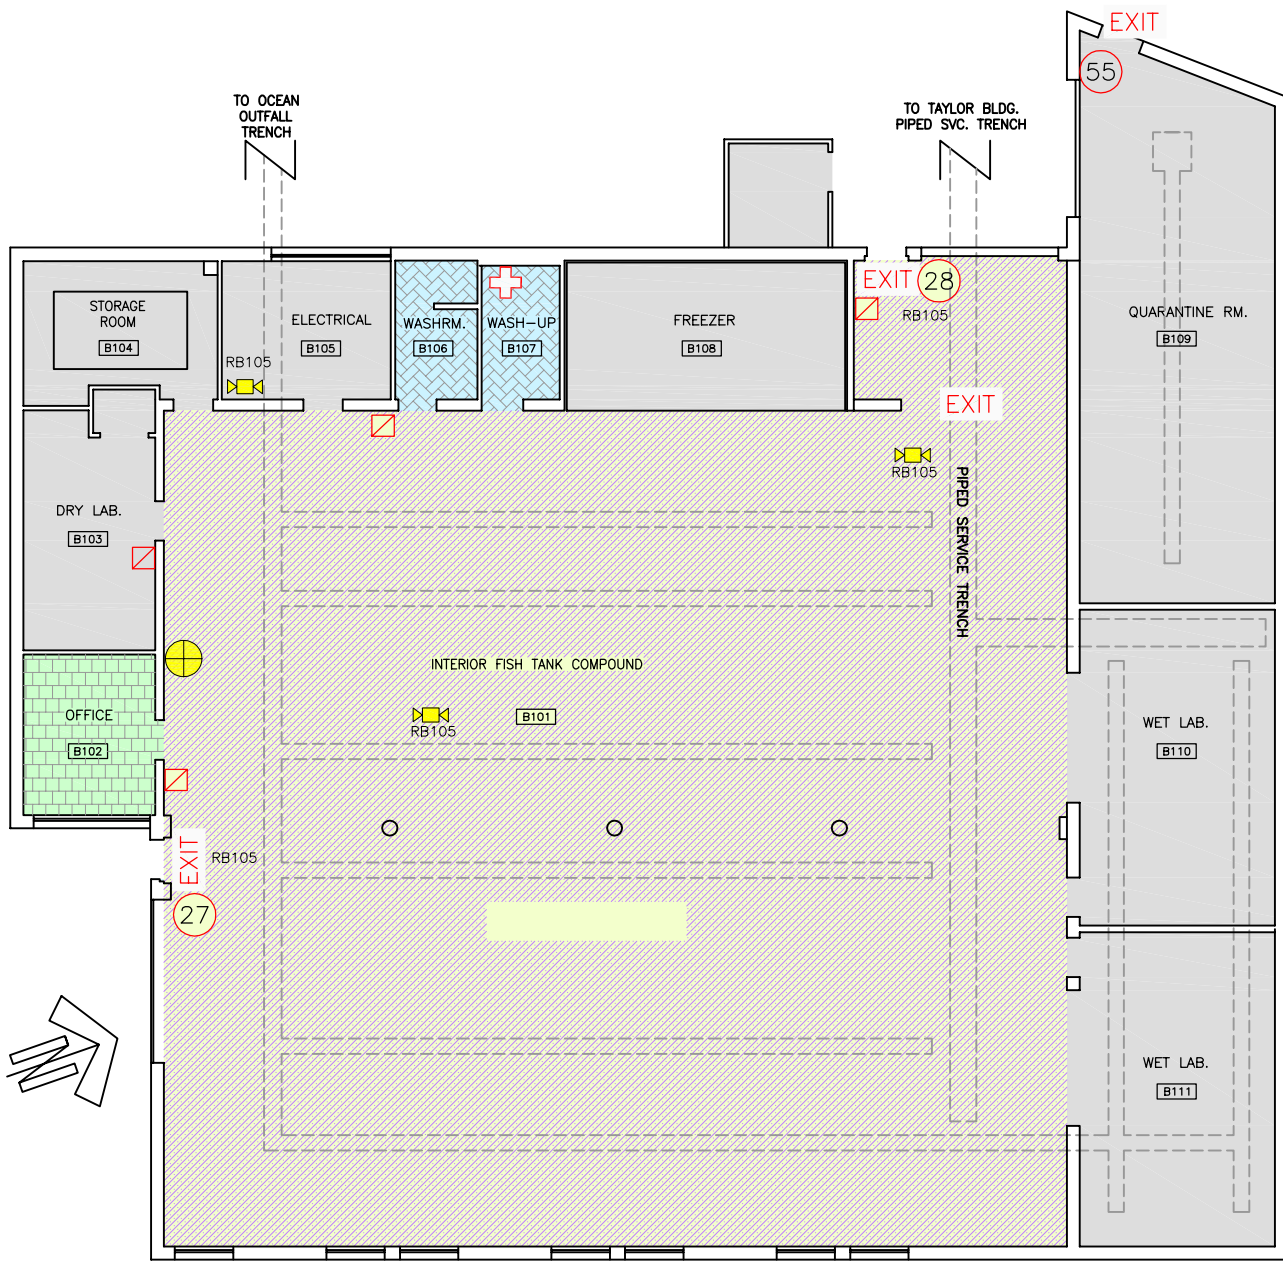 EXIT
55
TO OCEAN
OUTFALL
TRENCH
TO TAYLOR BLDG.
PIPED SVC. TRENCH
EXIT
28
RB105
STORAGE
ROOM
B104
ELECTRICAL
B105
RB105
WASHRM.
B106
WASH-UP
B107
FREEZER
B108
QUARANTINE RM.
B109
EXIT
RB105
PIPED SERVICE TRENCH
DRY LAB.
B103
INTERIOR FISH TANK COMPOUND
B101
RB105
OFFICE
B102
WET LAB.
B110
EXIT
RB105
27
WET LAB.
B111
N